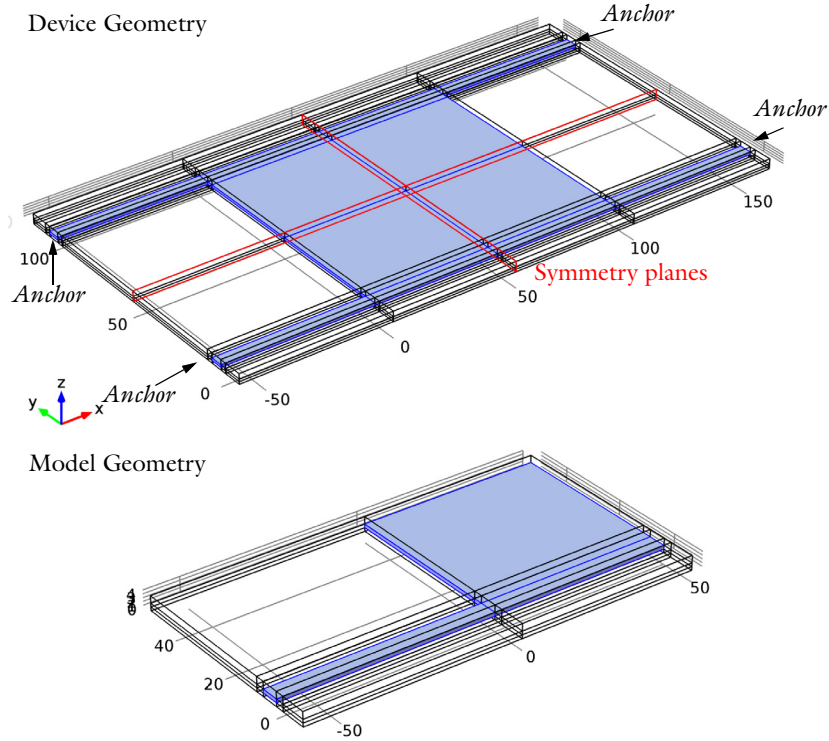 Device Geometry
Anchor
Anchor
150
100
100
Anchor
Symmetry planes
50
50
0
Anchor
0
-50
z
y
x
Model Geometry
50
40
0
20
0
-50